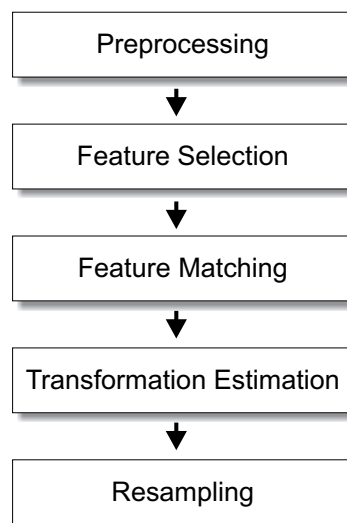 Preprocessing
Feature Selection
Feature Matching
Transformation Estimation
Resampling